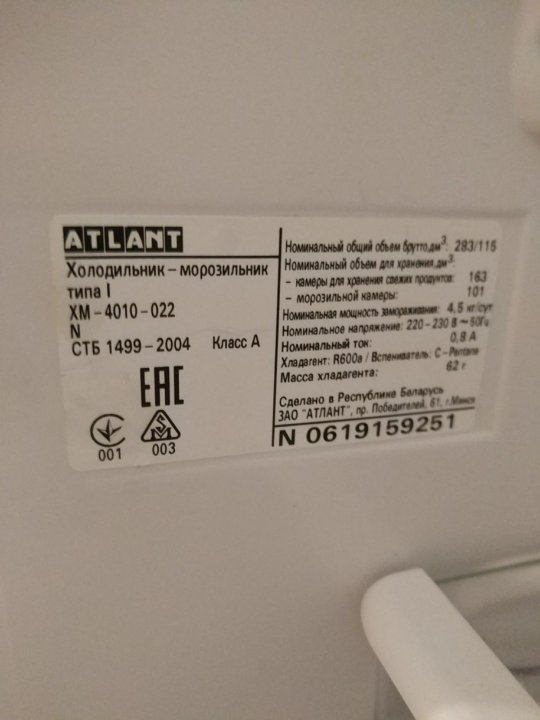 ATLANT
Холодильник – морозильник
типа I
ХМ – 4010 – 022
N
СТБ 1499 – 2004 Класс А
EAC
001
003
Номинальный общий объем брутто,дм³: 283/115
Номинальный объем для хранения,дм³:
– камеры для хранения свежих продуктов: 163
– морозильной камеры: 101
Номинальная мощность замораживания: 4,5 кг/сут
Номинальное напряжение: 220 – 230 В ~ 50Гц
Номинальный ток: 0,8 А
Хладагент: R600a / Вспениватель: C – Pentane
Масса хладагента: 62 г
Сделано в Республике Беларусь
ЗАО "АТЛАНТ", пр. Победителей, 61, г.Минск
N 0619159251